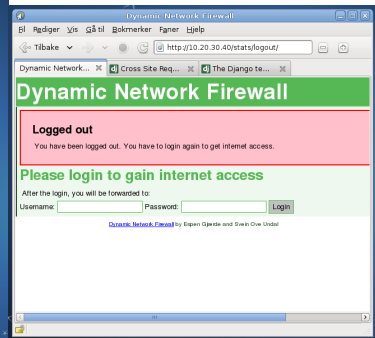 Dynamic Network Firewall
Fil Rediger Vis Gå til Bokmerker Faner Hjelp
Tilbake http://10.20.30.40/stats/logout/
Dynamic Network... Cross Site Req... The Django te...
Dynamic Network Firewall
Logged out
You have been logged out. You have to login again to get internet access.
Please login to gain internet access
After the login, you will be forwarded to:
Username: Password: Login
Dynamic Network Firewall by Espen Gjerde and Svein Ove Undal